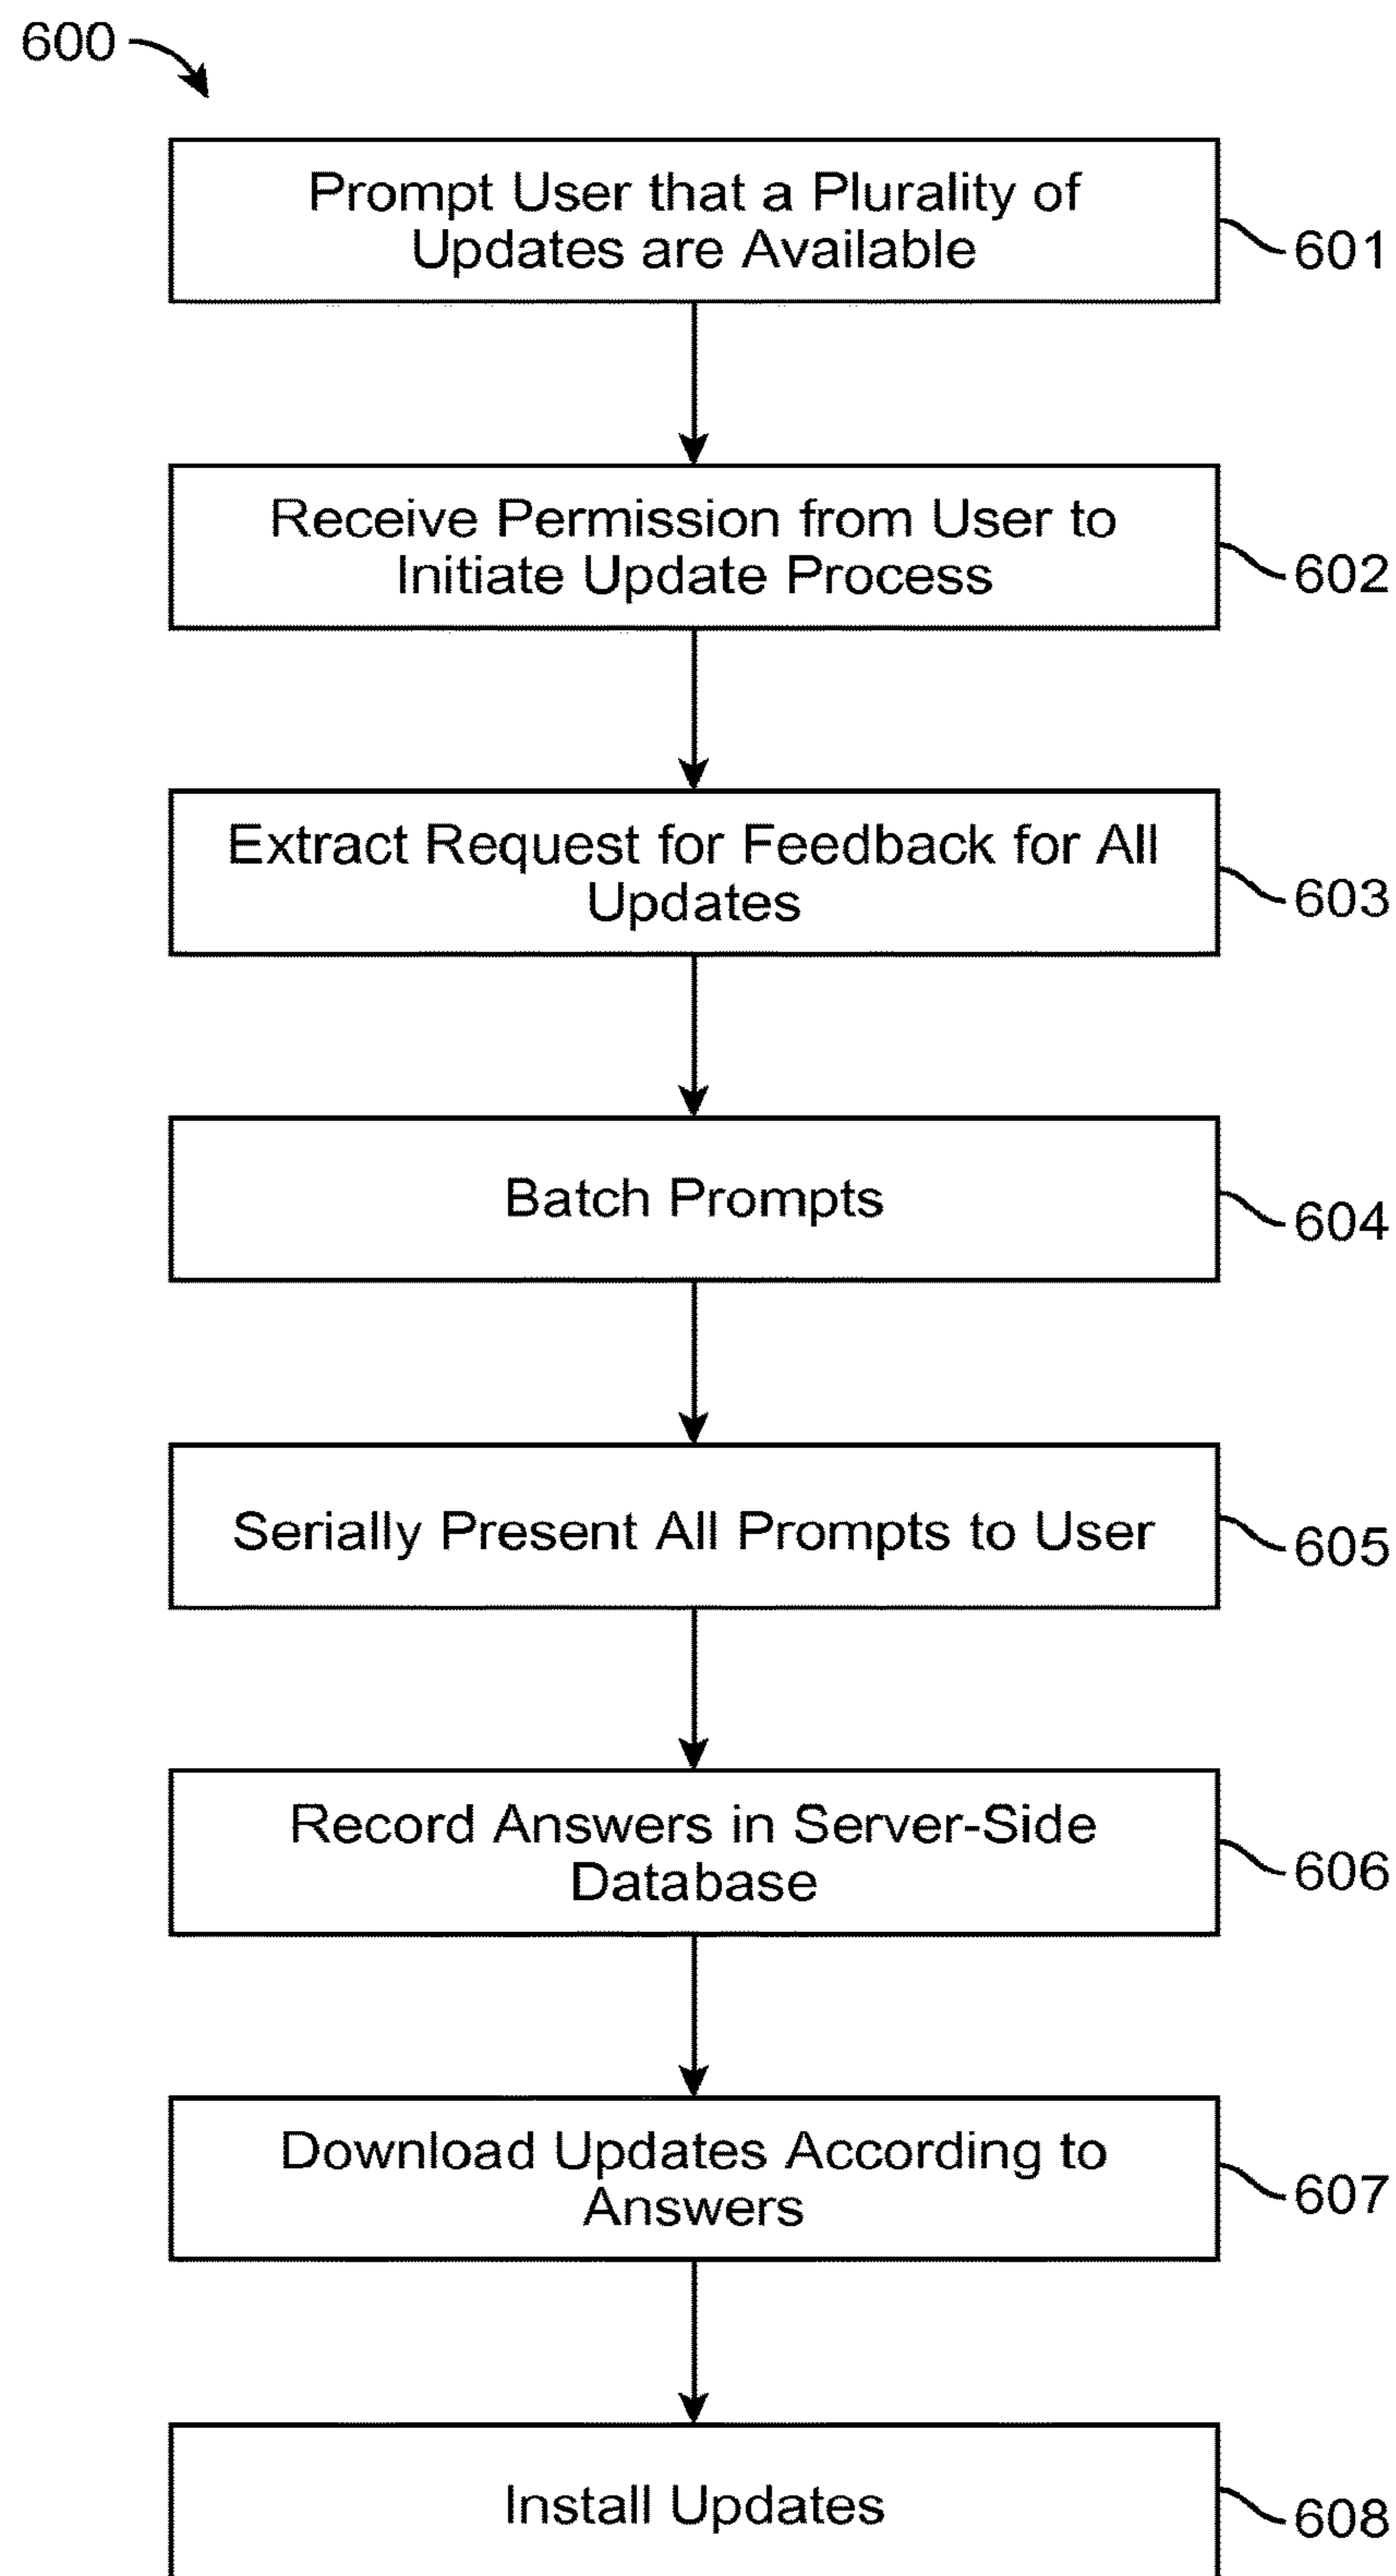 600
Prompt User that a Plurality of
Updates are Available
601
Receive Permission from User to
Initiate Update Process
602
Extract Request for Feedback for All
Updates
603
Batch Prompts
604
Serially Present All Prompts to User
605
Record Answers in Server-Side
Database
606
Download Updates According to
Answers
607
Install Updates
608